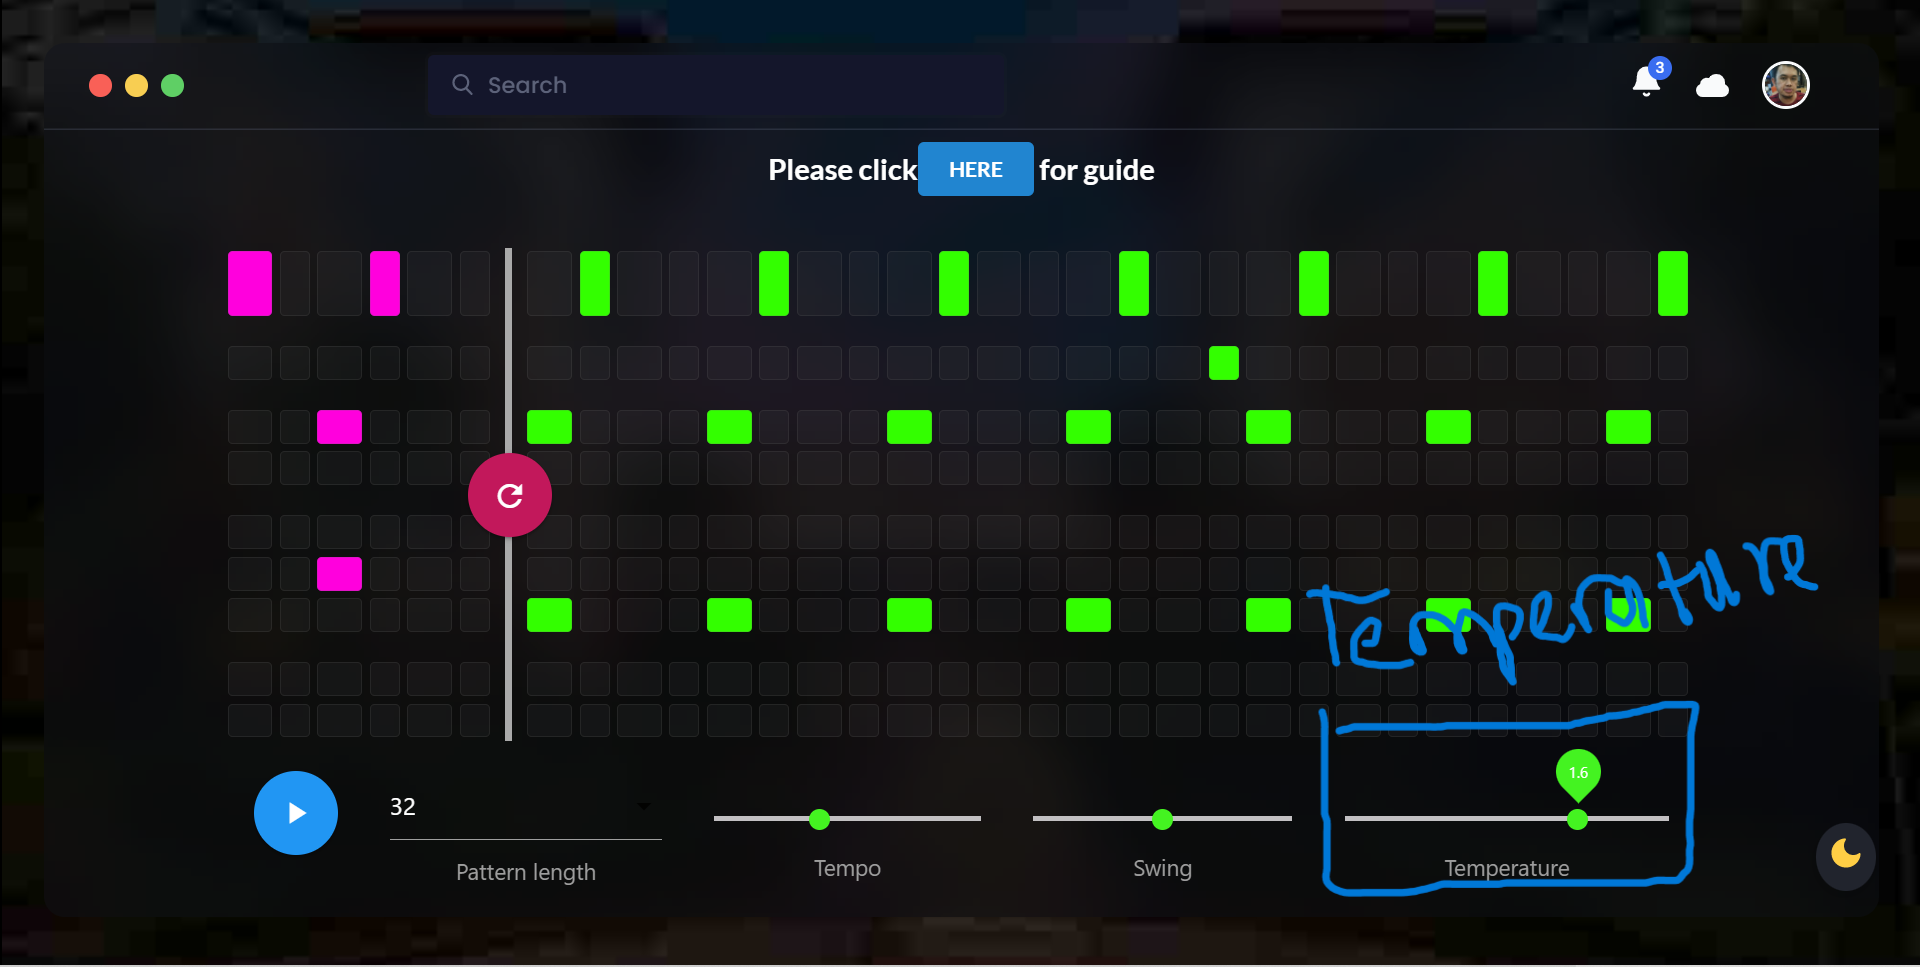 Search
3
Please click HERE for guide
Temperature
1.6
32
Pattern length
Tempo
Swing
Temperature